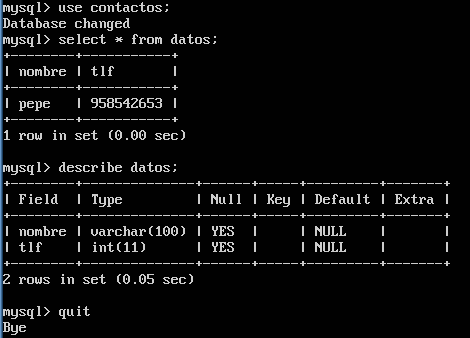 mysql> use contactos;
Database changed
mysql> select * from datos;
+--------+-----------+
| nombre | tlf       |
+--------+-----------+
| pepe   | 958542653 |
+--------+-----------+
1 row in set (0.00 sec)
mysql> describe datos;
+--------+--------------+------+-----+---------+-------+
| Field  | Type         | Null | Key | Default | Extra |
+--------+--------------+------+-----+---------+-------+
| nombre | varchar(100) | YES  |     | NULL    |       |
| tlf    | int(11)      | YES  |     | NULL    |       |
+--------+--------------+------+-----+---------+-------+
2 rows in set (0.05 sec)
mysql> quit
Bye